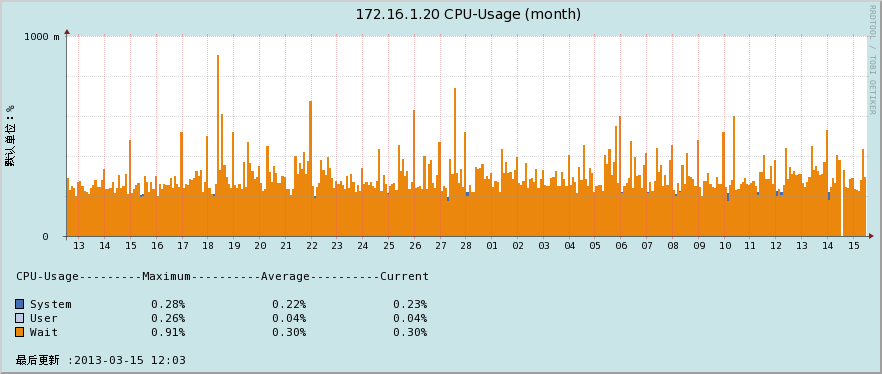 172.16.1.20 CPU-Usage (month)
RRDTOOL / TOBI OETIKER
1000 m
默认单位：%
0
13 14 15 16 17 18 19 20 21 22 23 24 25 26 27 28 01 02 03 04 05 06 07 08 09 10 11 12 13 14 15
CPU-Usage---------Maximum----------Average----------Current
System 0.28% 0.22% 0.23%
User 0.26% 0.04% 0.04%
Wait 0.91% 0.30% 0.30%
最后更新 :2013-03-15 12:03